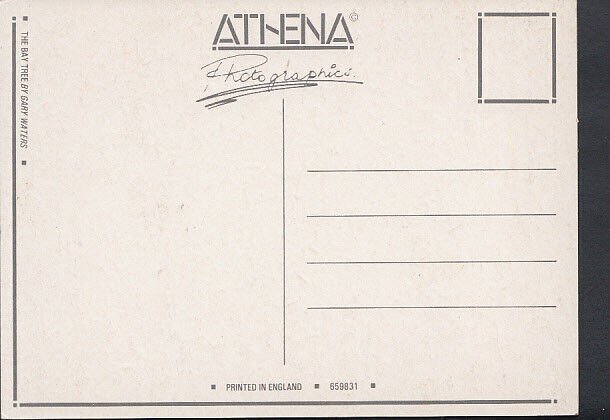 ATHENA©
Photographics.
THE BAY TREE BY GARY WATERS
PRINTED IN ENGLAND ▪ 659831